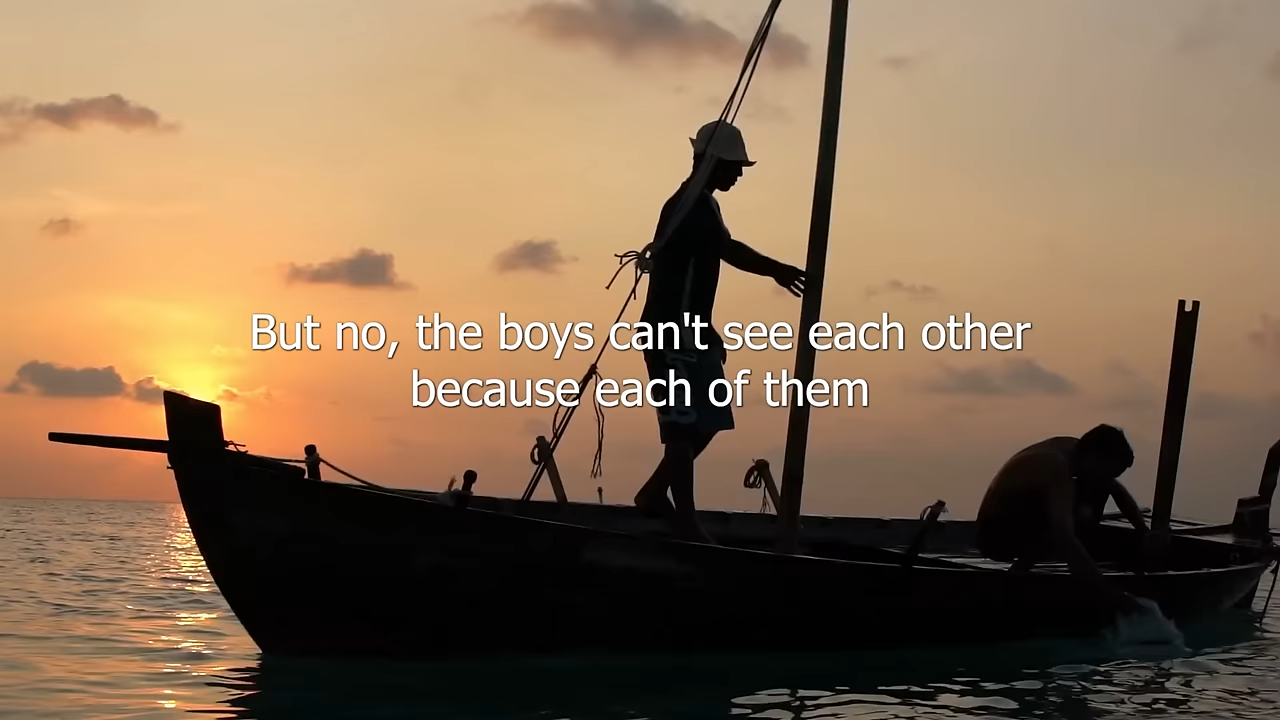 But no, the boys can't see each other
because each of them